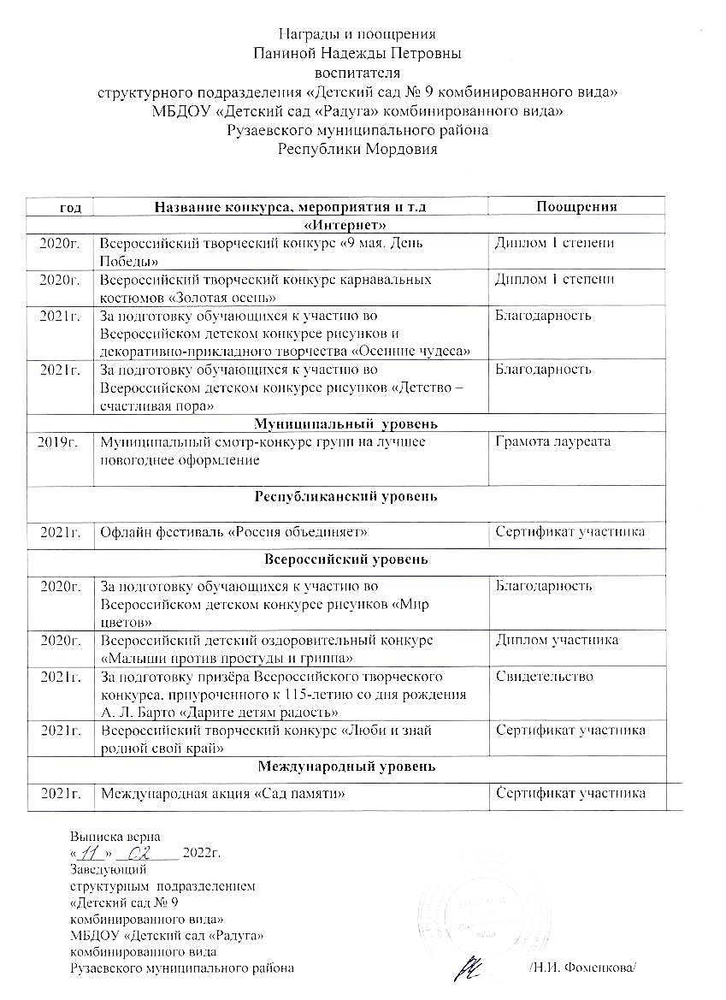 Награды и поощрения
Паниной Надежды Петровны
воспитателя
структурного подразделения «Детский сад № 9 комбинированного вида»
МБДОУ «Детский сад «Радуга» комбинированного вида»
Рузаевского муниципального района
Республики Мордовия
год Название конкурса, мероприятия и т.д Поощрения
«Интернет»
2020г. Всероссийский творческий конкурс «9 мая. День Диплом 1 степени
Победы»
2020г. Всероссийский творческий конкурс карнавальных Диплом 1 степени
костюмов «Золотая осень»
2021г. За подготовку обучающихся к участию во Благодарность
Всероссийском детском конкурсе рисунков и
декоративно-прикладного творчества «Осенние чудеса»
2021г. За подготовку обучающихся к участию во Благодарность
Всероссийском детском конкурсе рисунков «Детство –
счастливая пора»
Муниципальный уровень
2019г. Муниципальный смотр-конкурс групп на лучшее Грамота лауреата
новогоднее оформление
Республиканский уровень
2021г. Офлайн фестиваль «Россия объединяет» Сертификат участника
Всероссийский уровень
2020г. За подготовку обучающихся к участию во Благодарность
Всероссийском детском конкурсе рисунков «Мир
цветов»
2020г. Всероссийский детский оздоровительный конкурс Диплом участника
«Малыши против простуды и гриппа»
2021г. За подготовку призёра Всероссийского творческого Свидетельство
конкурса, приуроченного к 115-летию со дня рождения
А. Л. Барто «Дарите детям радость»
2021г. Всероссийский творческий конкурс «Люби и знай Сертификат участника
родной свой край»
Международный уровень
2021г. Международная акция «Сад памяти» Сертификат участника
Выписка верна
«11» 02 2022г.
Заведующий
структурным подразделением
«Детский сад № 9
комбинированного вида»
МБДОУ «Детский сад «Радуга»
комбинированного вида
Рузаевского муниципального района /Н.И. Фоменкова/